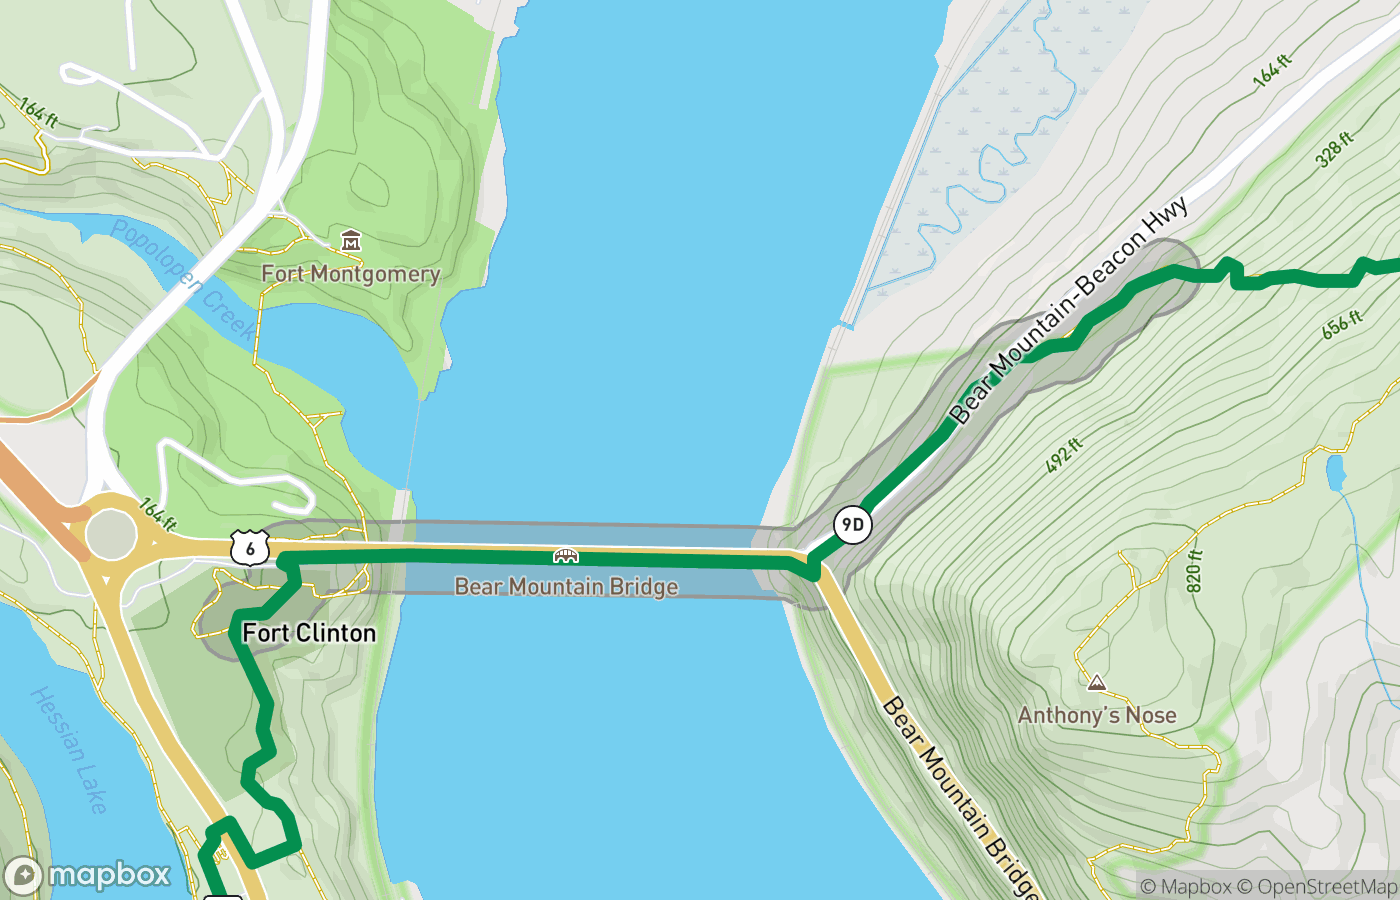 164 ft
164 ft
328 ft
Popolopen Creek
Bear Mountain-Beacon Hwy
Fort Montgomery
656 ft
492 ft
164 ft
6
9D
820 ft
Bear Mountain Bridge
Fort Clinton
Hessian Lake
Anthony's Nose
Bear Mountain Bridge
mapbox
© Mapbox © OpenStreetMap